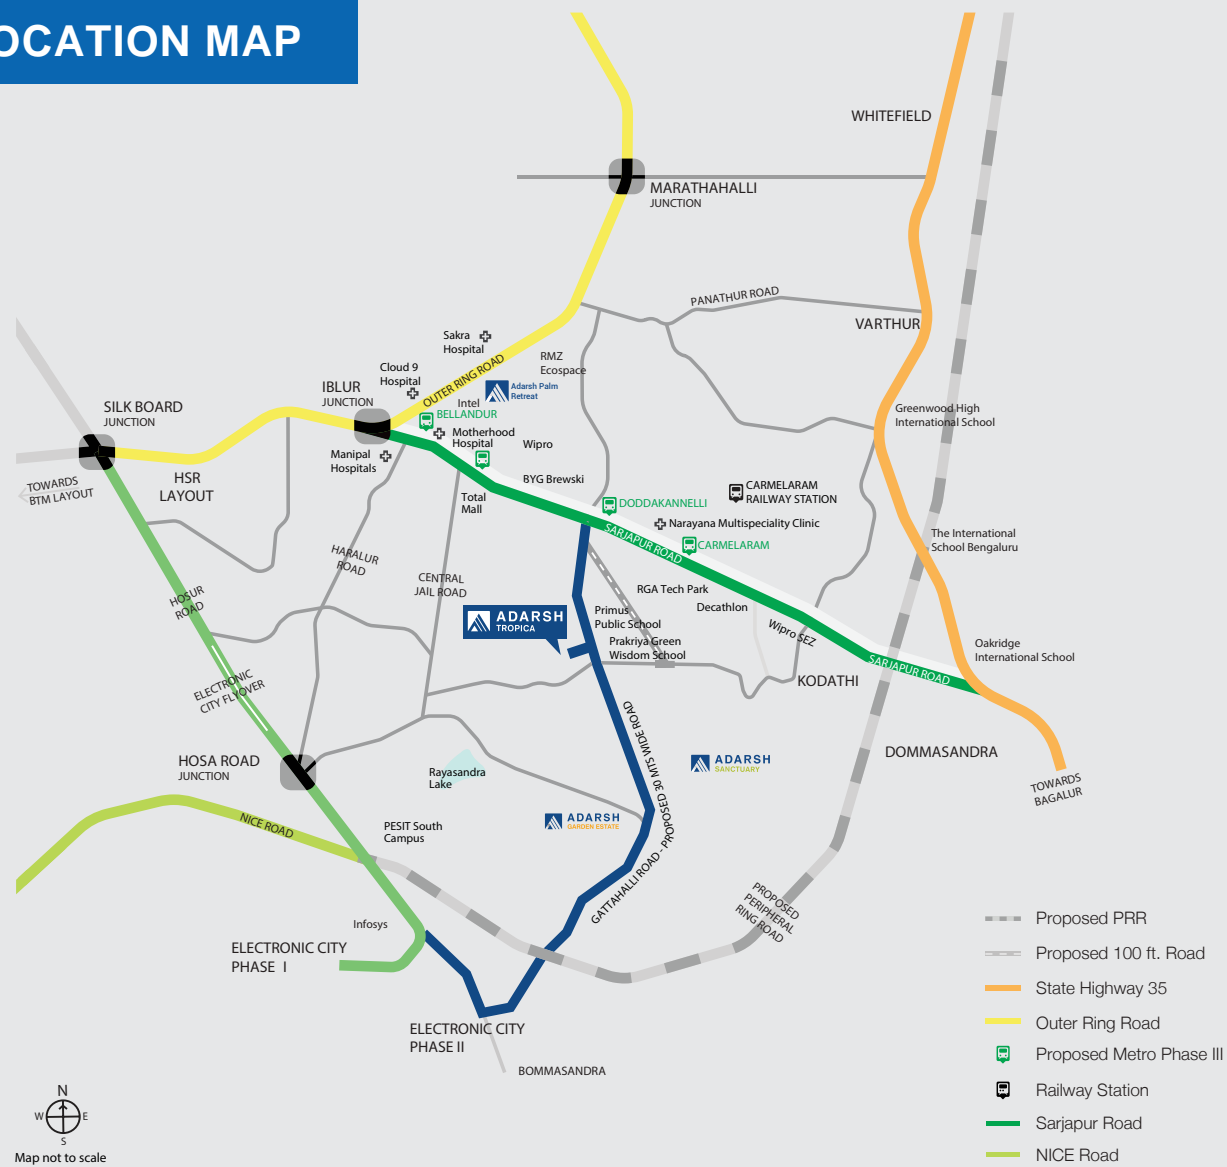 OCATION MAP
WHITEFIELD
MARATHAHALLI
JUNCTION
PANATHUR ROAD
VARTHUR
Sakra
Hospital
OUTER RING ROAD
RMZ
Ecospace
Cloud 9
Hospital
Adarsh Palm
Retreat
IBLUR
JUNCTION
Intel
BELLANDUR
SILK BOARD
JUNCTION
Greenwood High
International School
Motherhood
Hospital
Wipro
Manipal
Hospitals
HSR
LAYOUT
TOWARDS
BTM LAYOUT
BYG Brewski
Total
Mall
CARMELARAM
RAILWAY STATION
DODDAKANNELLI
Narayana Multispeciality Clinic
SARJAPUR ROAD
CARMELARAM
The International
School Bengaluru
HARALUR
ROAD
CENTRAL
JAIL ROAD
HOSUR
ROAD
RGA Tech Park
Decathlon
ADARSH
TROPICA
Primus
Public School
Prakriya Green
Wisdom School
Wipro SEZ
Oakridge
International School
SARJAPUR ROAD
KODATHI
ELECTRONIC
CITY FLYOVER
GATTAHALLI ROAD - PROPOSED 30 MTS WIDE ROAD
DOMMASANDRA
HOSA ROAD
JUNCTION
Rayasandra
Lake
ADARSH
SANCTUARY
TOWARDS
BAGALUR
NICE ROAD
PESIT South
Campus
ADARSH
GARDEN ESTATE
PROPOSED
PERIPHERAL
RING ROAD
Infosys
ELECTRONIC CITY
PHASE I
ELECTRONIC CITY
PHASE II
BOMMASANDRA
Proposed PRR
Proposed 100 ft. Road
State Highway 35
Outer Ring Road
Proposed Metro Phase III
Railway Station
Sarjapur Road
NICE Road
N
W E
S
Map not to scale